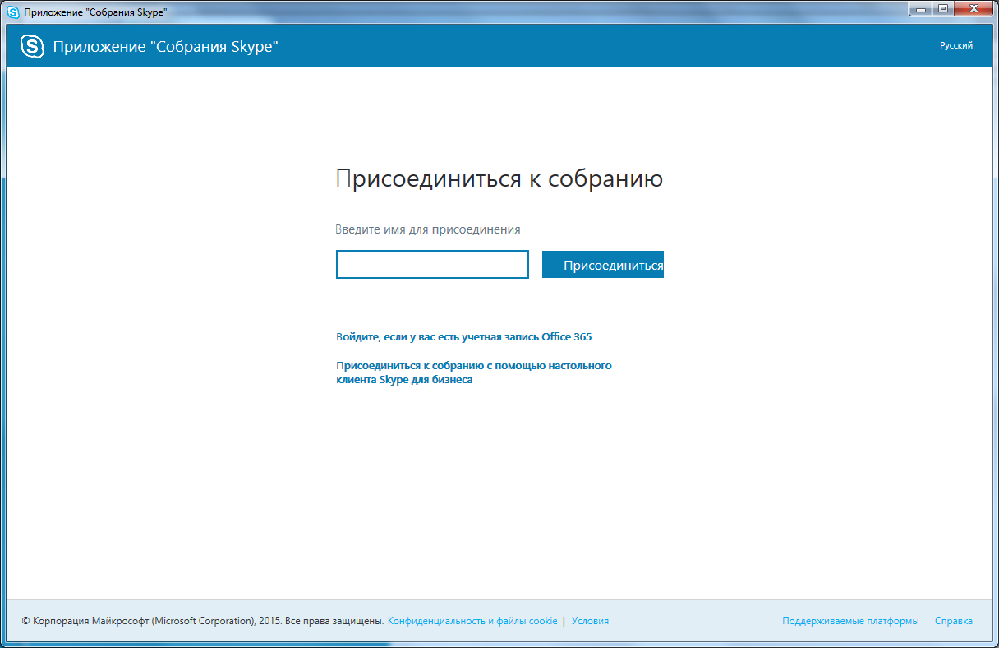 Приложение "Собрания Skype"
Приложение "Собрания Skype"
Русский
Присоединиться к собранию
Введите имя для присоединения
Присоединиться
Войдите, если у вас есть учетная запись Office 365
Присоединиться к собранию с помощью настольного
клиента Skype для бизнеса
© Корпорация Майкрософт (Microsoft Corporation), 2015. Все права защищены. Конфиденциальность и файлы cookie | Условия Поддерживаемые платформы Справка